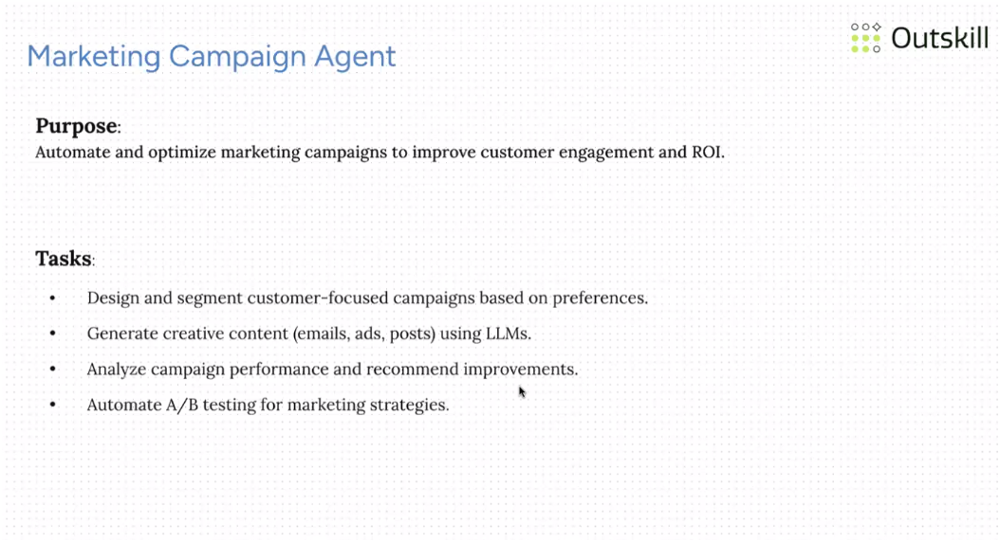 Outskill
Marketing Campaign Agent
Purpose:
Automate and optimize marketing campaigns to improve customer engagement and ROI.
Tasks:
• Design and segment customer-focused campaigns based on preferences.
• Generate creative content (emails, ads, posts) using LLMs.
• Analyze campaign performance and recommend improvements.
• Automate A/B testing for marketing strategies.